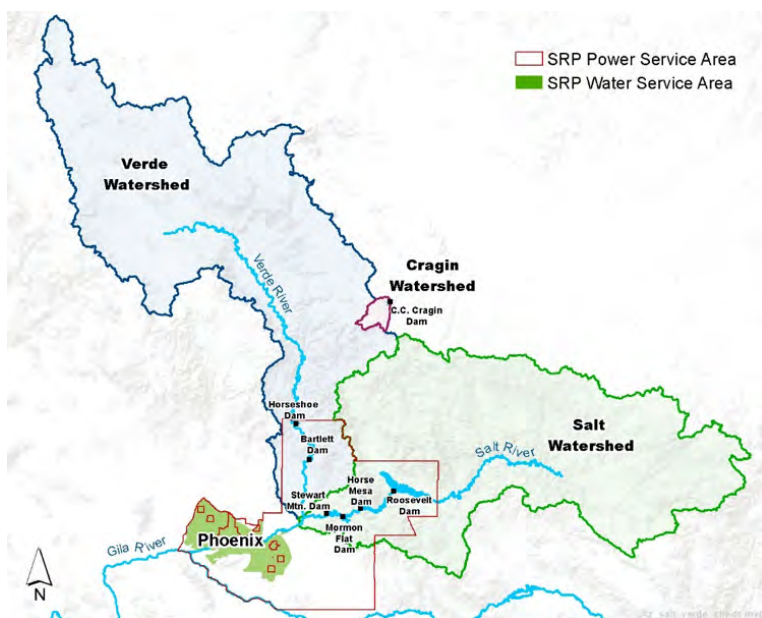 SRP Power Service Area
SRP Water Service Area
Verde
Watershed
Verde River
Cragin
Watershed
C.C. Cragin
Dam
Horseshoe
Dam
Bartlett
Dam
Salt
Watershed
Salt River
Horse
Mesa
Dam
Stewart
Mtn. Dam
Roosevelt
Dam
Mormon
Flat
Dam
Phoenix
Gila River
N